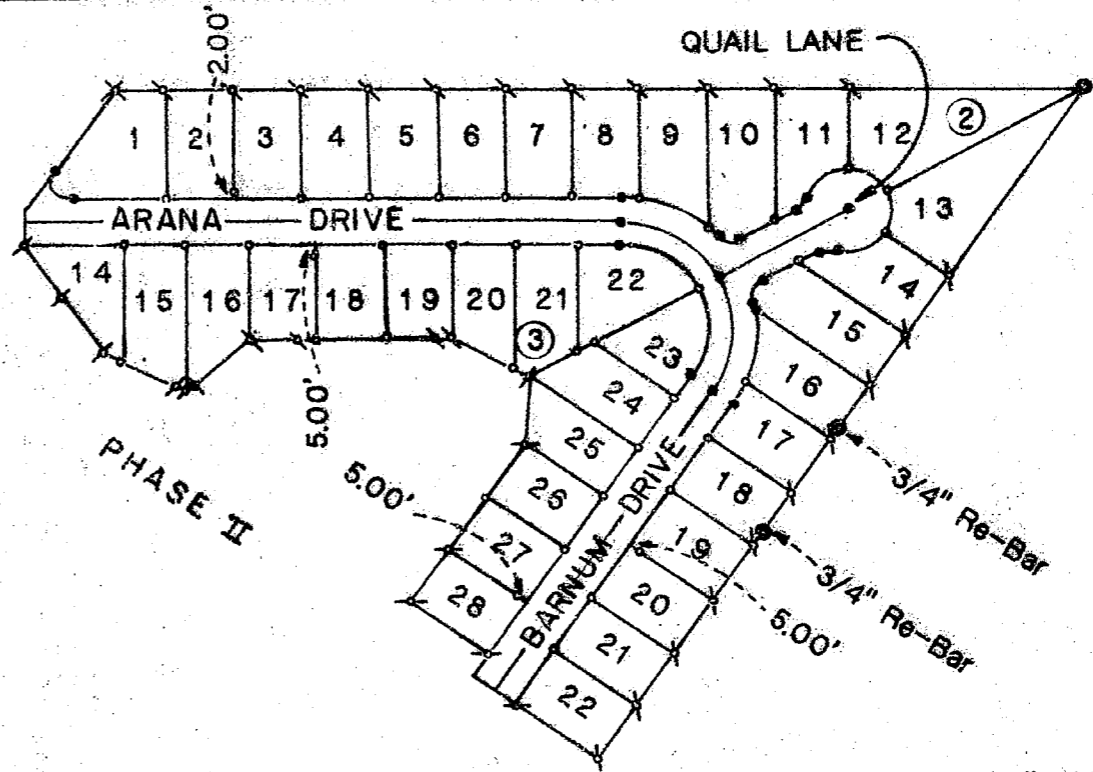 2.00'
QUAIL LANE
1 2 3 4 5 6 7 8 9 10 11 12
2
13
ARANA DRIVE
14 15 16 17 18 19 20 21 22
3
23
24
25
26
27
28
14
15
16
17
18
19
20
21
22
5.00'
PHASE II
5.00'
BARNUM DRIVE
3/4" Re-Bar
3/4" Re-Bar
5.00'